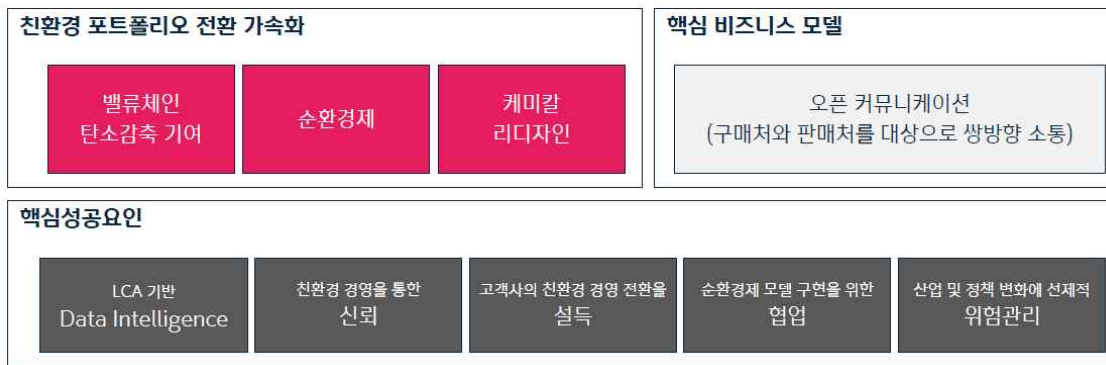 친환경 포트폴리오 전환 가속화
밸류체인
탄소감축 기여
순환경제
케미칼
리디자인
핵심 비즈니스 모델
오픈 커뮤니케이션
(구매처와 판매처를 대상으로 쌍방향 소통)
핵심성공요인
LCA 기반
Data Intelligence
친환경 경영을 통한
신뢰
고객사의 친환경 경영 전환을
설득
순환경제 모델 구현을 위한
협업
산업 및 정책 변화에 선제적
위험관리